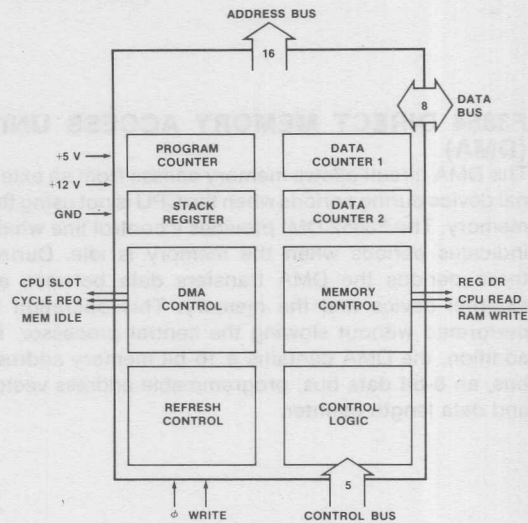 ADDRESS BUS
16
8
DATA
BUS
PROGRAM
COUNTER
DATA
COUNTER 1
+5 V
+12 V
GND
STACK
REGISTER
DATA
COUNTER 2
CPU SLOT
CYCLE REQ
MEM IDLE
DMA
CONTROL
MEMORY
CONTROL
REG DR
CPU READ
RAM WRITE
REFRESH
CONTROL
CONTROL
LOGIC
5
ϕ WRITE
CONTROL BUS